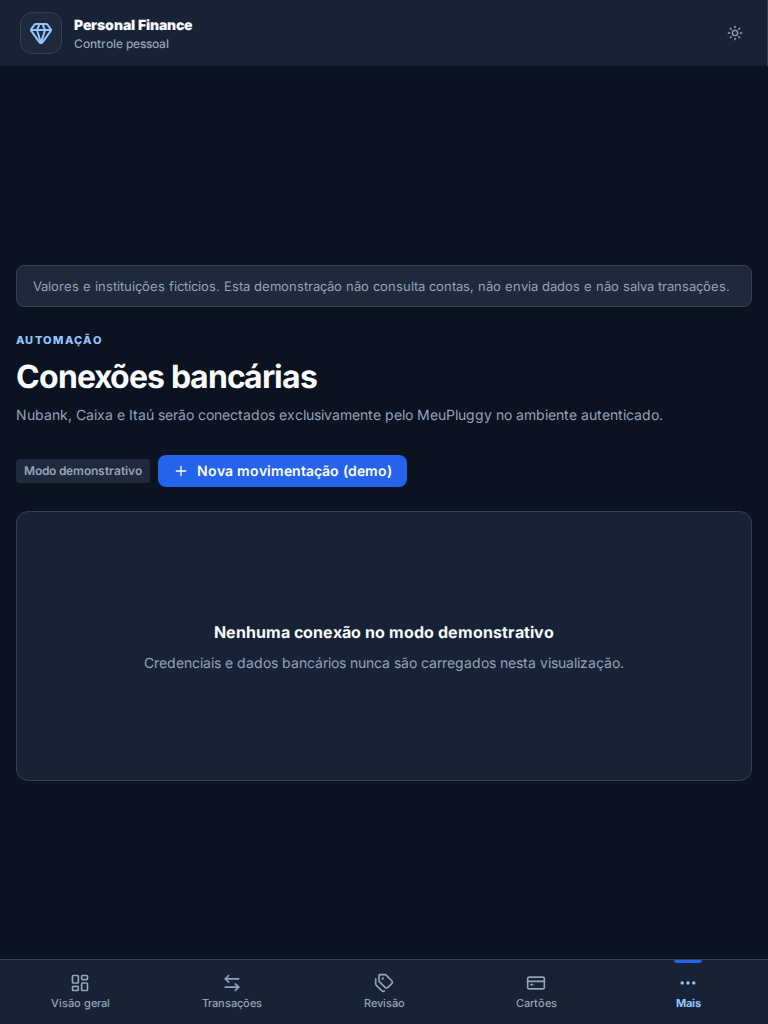 Personal Finance
Controle pessoal
Valores e instituições fictícios. Esta demonstração não consulta contas, não envia dados e não salva transações.
AUTOMAÇÃO
Conexões bancárias
Nubank, Caixa e Itaú serão conectados exclusivamente pelo MeuPluggy no ambiente autenticado.
Modo demonstrativo
Nova movimentação (demo)
Nenhuma conexão no modo demonstrativo
Credenciais e dados bancários nunca são carregados nesta visualização.
Visão geral
Transações
Revisão
Cartões
Mais